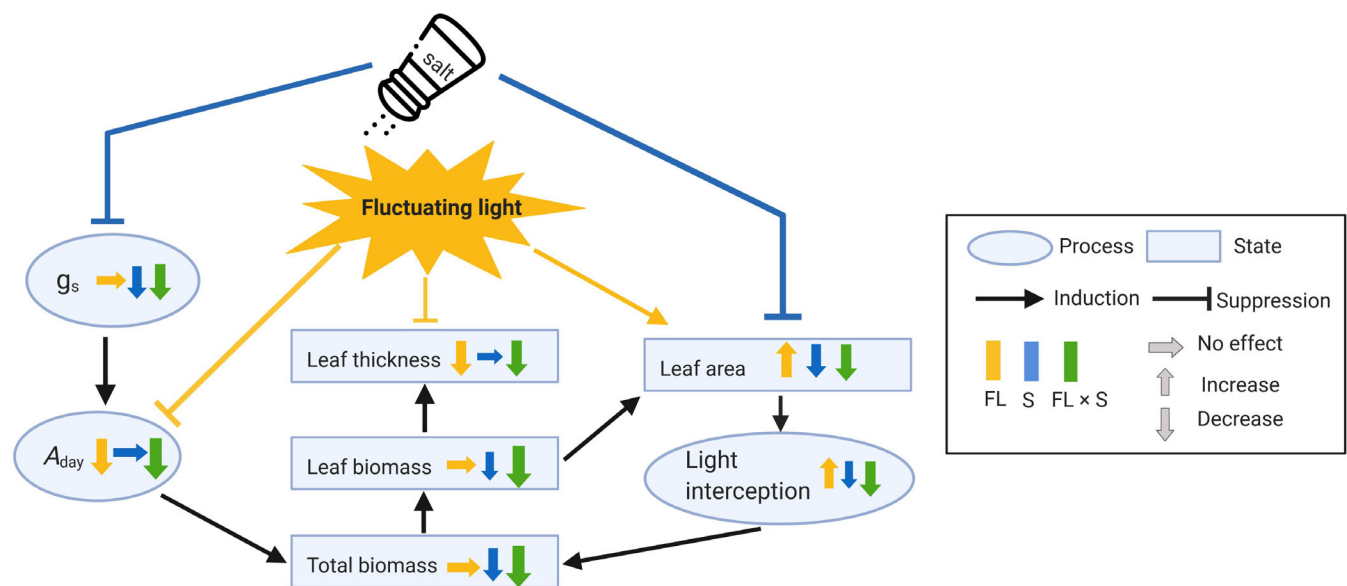 salt
Fluctuating light
gs
Leaf thickness
Leaf area
Aday
Leaf biomass
Light
interception
Total biomass
Process
State
Induction
Suppression
FL
S
FL × S
No effect
Increase
Decrease